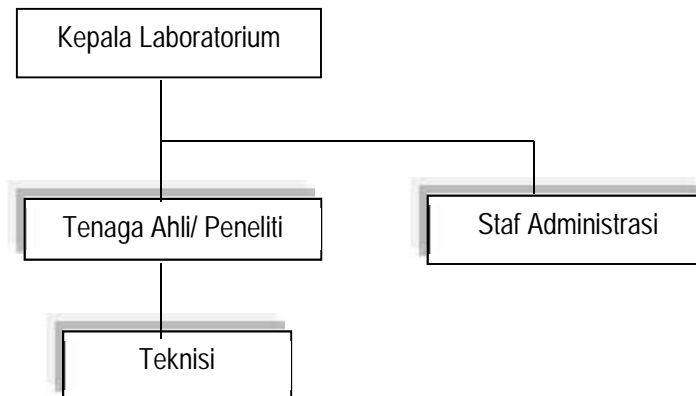 Kepala Laboratorium
Tenaga Ahli/ Peneliti
Staf Administrasi
Teknisi